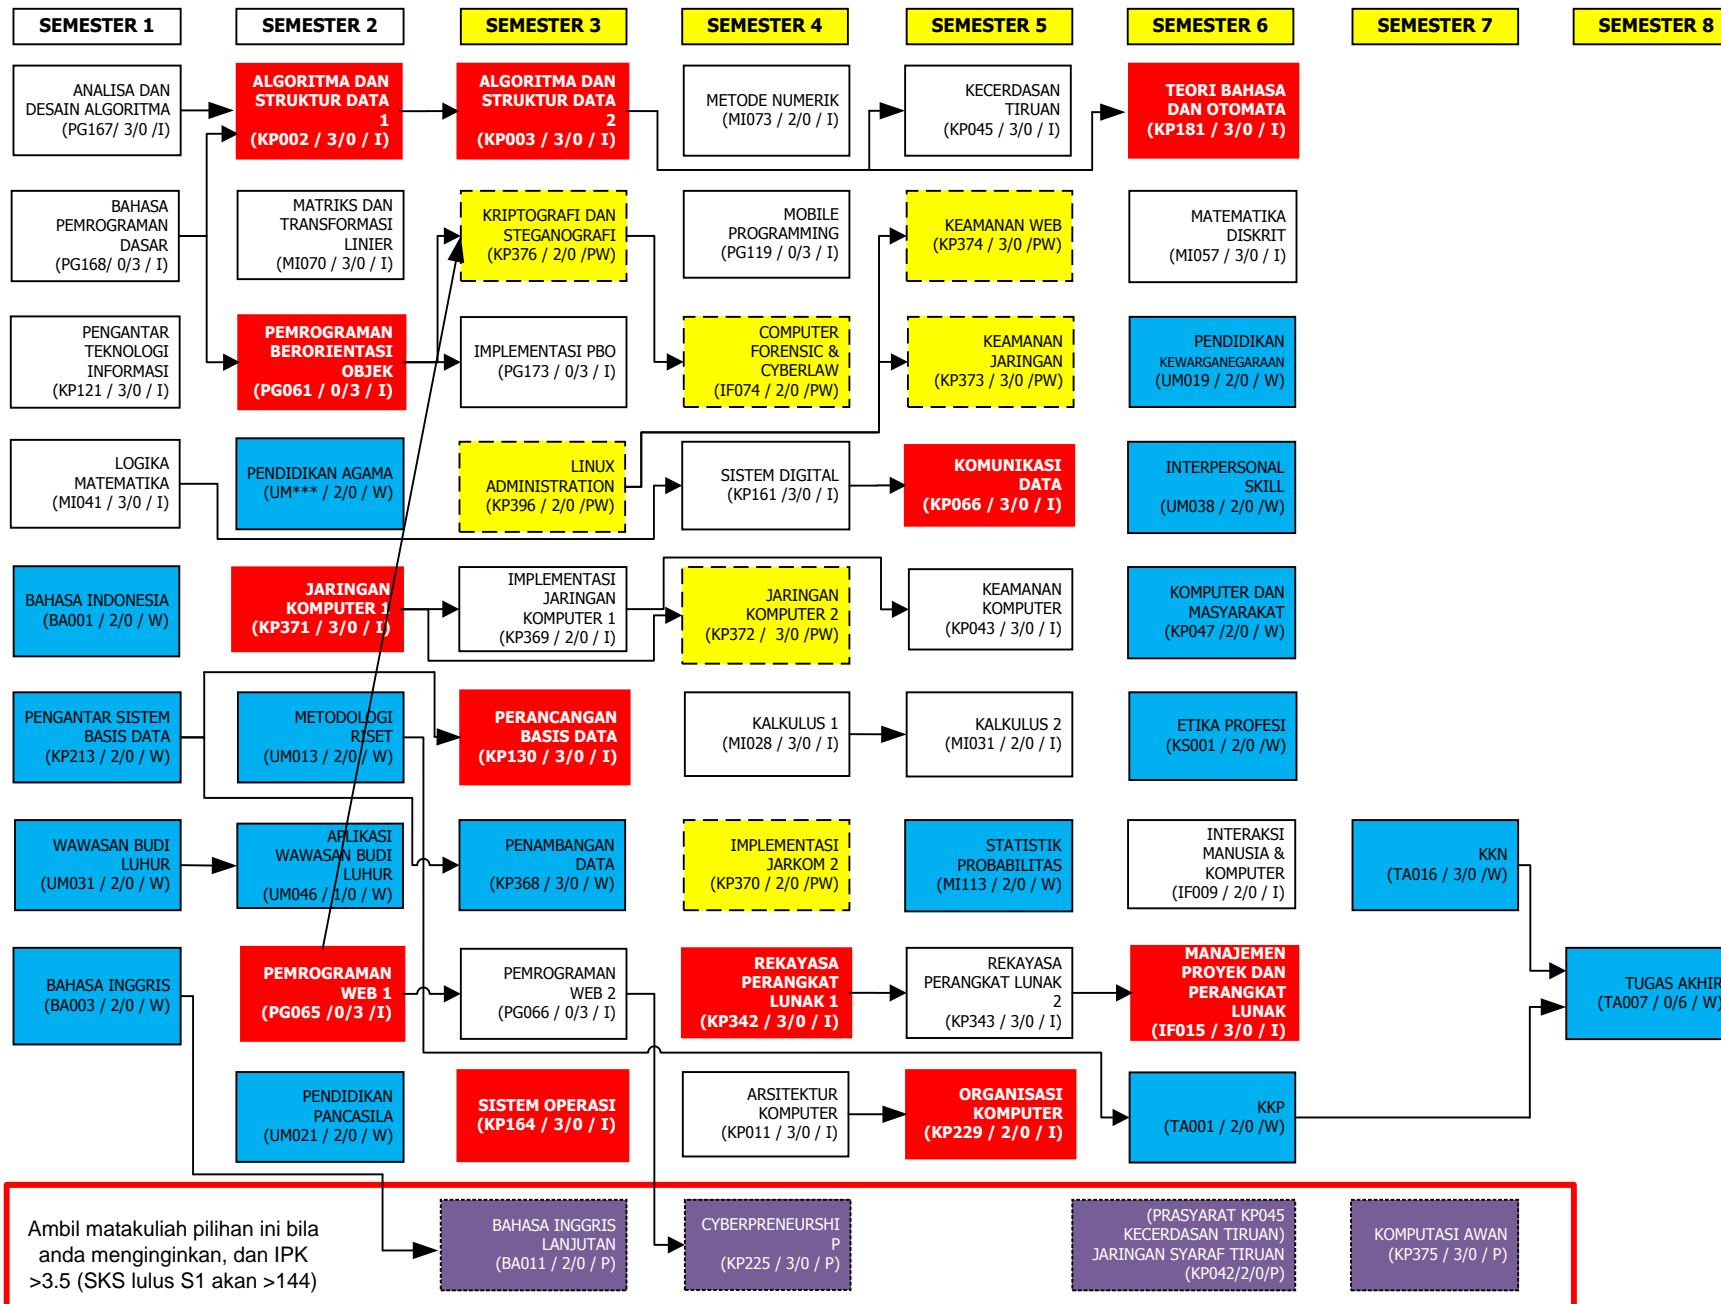 SEMESTER 1
SEMESTER 2
SEMESTER 3
SEMESTER 4
SEMESTER 5
SEMESTER 6
SEMESTER 7
SEMESTER 8
ANALISA DAN
DESAIN ALGORITMA
(PG167/ 3/0 /I)
ALGORITMA DAN
STRUKTUR DATA
1
(KP002 / 3/0 / I)
ALGORITMA DAN
STRUKTUR DATA
2
(KP003 / 3/0 / I)
METODE NUMERIK
(MI073 / 2/0 / I)
KECERDASAN
TIRUAN
(KP045 / 3/0 / I)
TEORI BAHASA
DAN OTOMATA
(KP181 / 3/0 / I)
BAHASA
PEMROGRAMAN
DASAR
(PG168/ 0/3 / I)
MATRIKS DAN
TRANSFORMASI
LINIER
(MI070 / 3/0 / I)
KRIPTOGRAFI DAN
STEGANOGRAFI
(KP376 / 2/0 /PW)
MOBILE
PROGRAMMING
(PG119 / 0/3 / I)
KEAMANAN WEB
(KP374 / 3/0 /PW)
MATEMATIKA
DISKRIT
(MI057 / 3/0 / I)
PENGANTAR
TEKNOLOGI
INFORMASI
(KP121 / 3/0 / I)
PEMROGRAMAN
BERORIENTASI
OBJEK
(PG061 / 0/3 / I)
IMPLEMENTASI PBO
(PG173 / 0/3 / I)
COMPUTER
FORENSIC &
CYBERLAW
(IF074 / 2/0 /PW)
KEAMANAN
JARINGAN
(KP373 / 3/0 /PW)
PENDIDIKAN
KEWARGANEGARAAN
(UM019 / 2/0 / W)
LOGIKA
MATEMATIKA
(MI041 / 3/0 / I)
PENDIDIKAN AGAMA
(UM*** / 2/0 / W)
LINUX
ADMINISTRATION
(KP396 / 2/0 /PW)
SISTEM DIGITAL
(KP161 /3/0 / I)
KOMUNIKASI
DATA
(KP066 / 3/0 / I)
INTERPERSONAL
SKILL
(UM038 / 2/0 /W)
BAHASA INDONESIA
(BA001 / 2/0 / W)
JARINGAN
KOMPUTER 1
(KP371 / 3/0 / I)
IMPLEMENTASI
JARINGAN
KOMPUTER 1
(KP369 / 2/0 / I)
JARINGAN
KOMPUTER 2
(KP372 / 3/0 /PW)
KEAMANAN
KOMPUTER
(KP043 / 3/0 / I)
KOMPUTER DAN
MASYARAKAT
(KP047 /2/0 / W)
PENGANTAR SISTEM
BASIS DATA
(KP213 / 2/0 / W)
METODOLOGI
RISET
(UM013 / 2/0 / W)
PERANCANGAN
BASIS DATA
(KP130 / 3/0 / I)
KALKULUS 1
(MI028 / 3/0 / I)
KALKULUS 2
(MI031 / 2/0 / I)
ETIKA PROFESI
(KS001 / 2/0 /W)
WAWASAN BUDI
LUHUR
(UM031 / 2/0 / W)
APLIKASI
WAWASAN BUDI
LUHUR
(UM046 / 1/0 / W)
PENAMBANGAN
DATA
(KP368 / 3/0 / W)
IMPLEMENTASI
JARKOM 2
(KP370 / 2/0 /PW)
STATISTIK
PROBABILITAS
(MI113 / 2/0 / W)
INTERAKSI
MANUSIA &
KOMPUTER
(IF009 / 2/0 / I)
KKN
(TA016 / 3/0 /W)
BAHASA INGGRIS
(BA003 / 2/0 / W)
PEMROGRAMAN
WEB 1
(PG065 /0/3 /I)
PEMROGRAMAN
WEB 2
(PG066 / 0/3 / I)
REKAYASA
PERANGKAT
LUNAK 1
(KP342 / 3/0 / I)
REKAYASA
PERANGKAT LUNAK
2
(KP343 / 3/0 / I)
MANAJEMEN
PROYEK DAN
PERANGKAT
LUNAK
(IF015 / 3/0 / I)
TUGAS AKHIR
(TA007 / 0/6 / W)
PENDIDIKAN
PANCASILA
(UM021 / 2/0 / W)
SISTEM OPERASI
(KP164 / 3/0 / I)
ARSITEKTUR
KOMPUTER
(KP011 / 3/0 / I)
ORGANISASI
KOMPUTER
(KP229 / 2/0 / I)
KKP
(TA001 / 2/0 /W)
Ambil matakuliah pilihan ini bila
anda menginginkan, dan IPK
>3.5 (SKS lulus S1 akan >144)
BAHASA INGGRIS
LANJUTAN
(BA011 / 2/0 / P)
CYBERPRENEURSHI
P
(KP225 / 3/0 / P)
(PRASYARAT KP045
KECERDASAN TIRUAN)
JARINGAN SYARAF TIRUAN
(KP042/2/0/P)
KOMPUTASI AWAN
(KP375 / 3/0 / P)